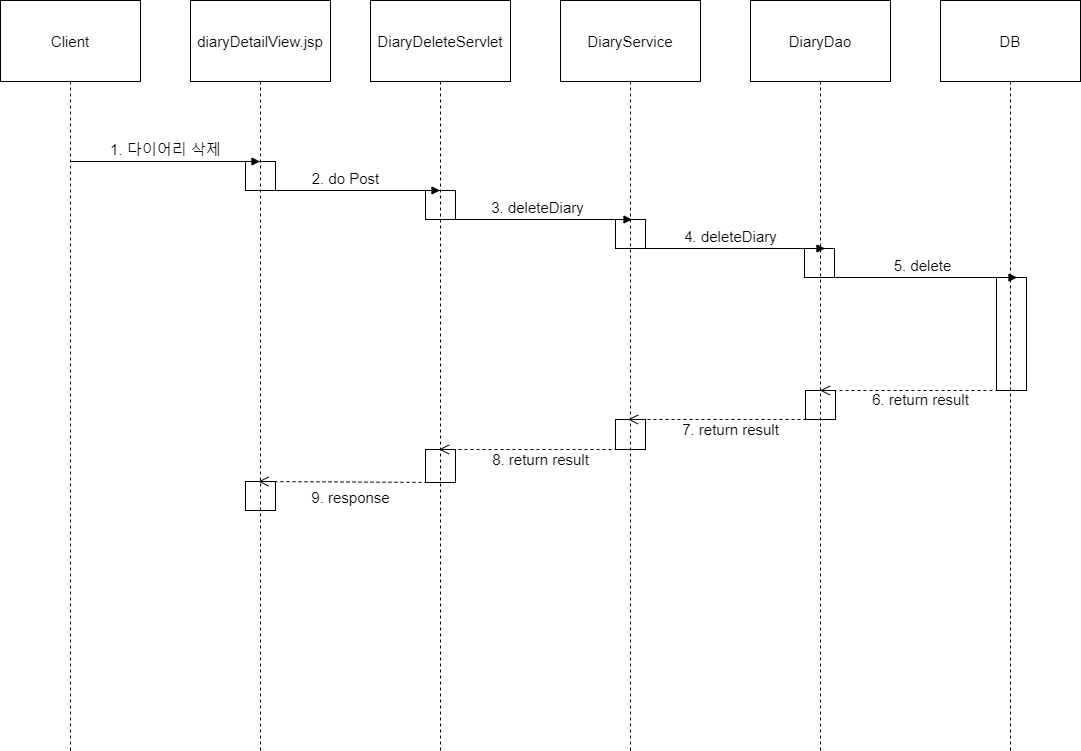 Client
diaryDetailView.jsp
DiaryDeleteServlet
DiaryService
DiaryDao
DB
1. 다이어리 삭제
2. do Post
3. deleteDiary
4. deleteDiary
5. delete
6. return result
7. return result
8. return result
9. response